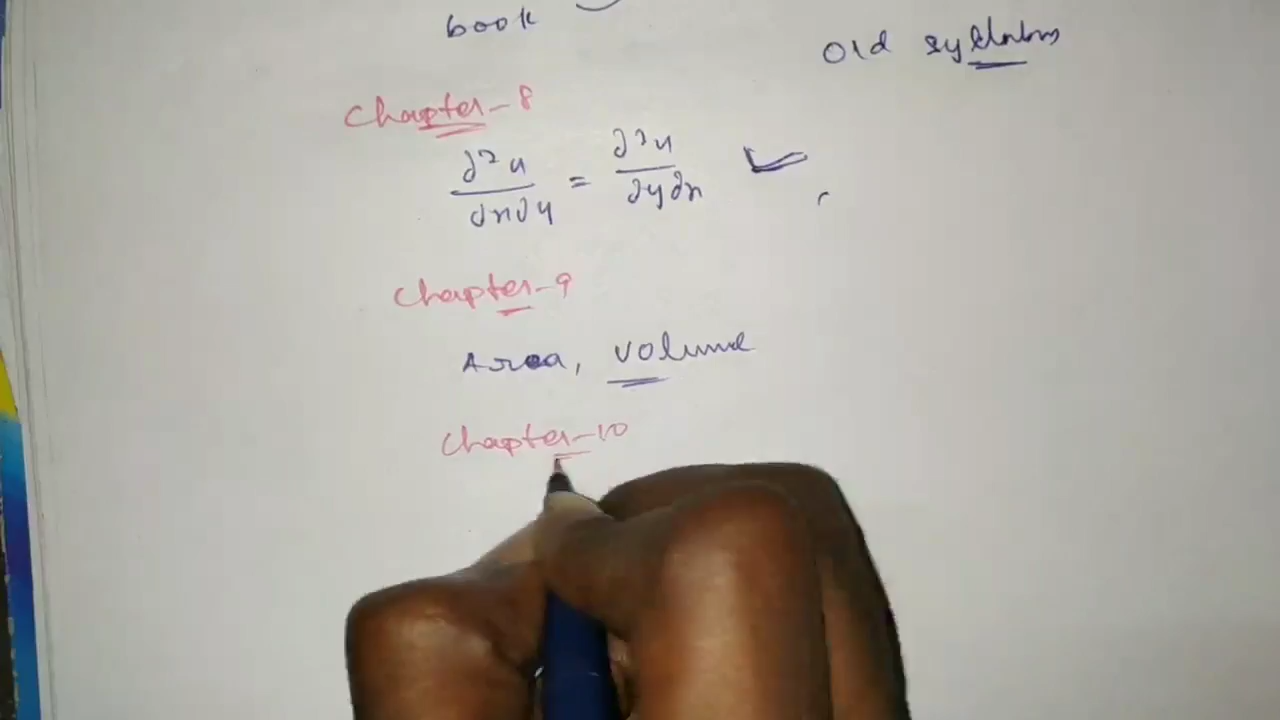 book
Old syllabus
Chapter-8
∂²u/∂x∂y = ∂²u/∂y∂x
Chapter-9
Area, volume
Chapter-10